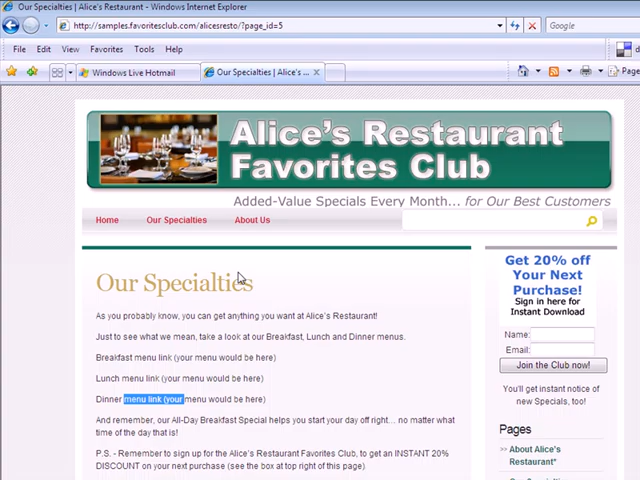 Our Specialties | Alice's Restaurant - Windows Internet Explorer
http://samples.favoritesclub.com/alicesresto/?page_id=5
Google
File Edit View Favorites Tools Help
Windows Live Hotmail
Our Specialties | Alice's ...
Page
Alice's Restaurant
Favorites Club
Added-Value Specials Every Month... for Our Best Customers
Home Our Specialties About Us
Our Specialties
As you probably know, you can get anything you want at Alice's Restaurant!
Just to see what we mean, take a look at our Breakfast, Lunch and Dinner menus.
Breakfast menu link (your menu would be here)
Lunch menu link (your menu would be here)
Dinner menu link (your menu would be here)
And remember, our All-Day Breakfast Special helps you start your day off right... no matter what
time of the day that is!
P.S. - Remember to sign up for the Alice's Restaurant Favorites Club, to get an INSTANT 20%
DISCOUNT on your next purchase (see the box at top right of this page)
Get 20% off
Your Next
Purchase!
Sign in here for
Instant Download
Name:
Email:
Join the Club now!
You'll get instant notice of
new Specials, too!
Pages
>> About Alice's
Restaurant"